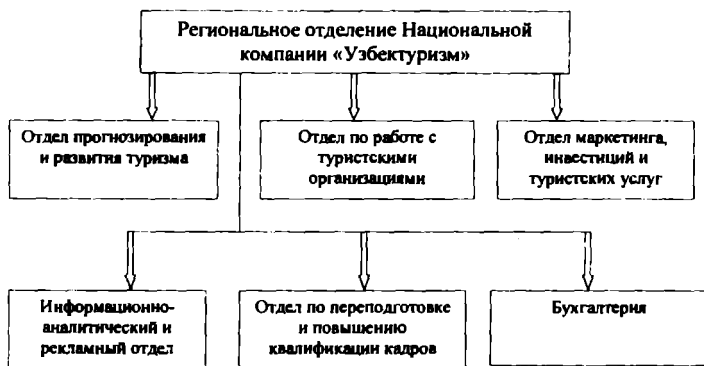 Региональное отделение Национальной
компании «Узбектуризм»
Отдел прогнозирования
и развития туризма
Отдел по работе с
туристскими
организациями
Отдел маркетинга,
инвестиций и
туристских услуг
Информационно-
аналитический и
рекламный отдел
Отдел по переподготовке
и повышению
квалификации кадров
Бухгалтерия